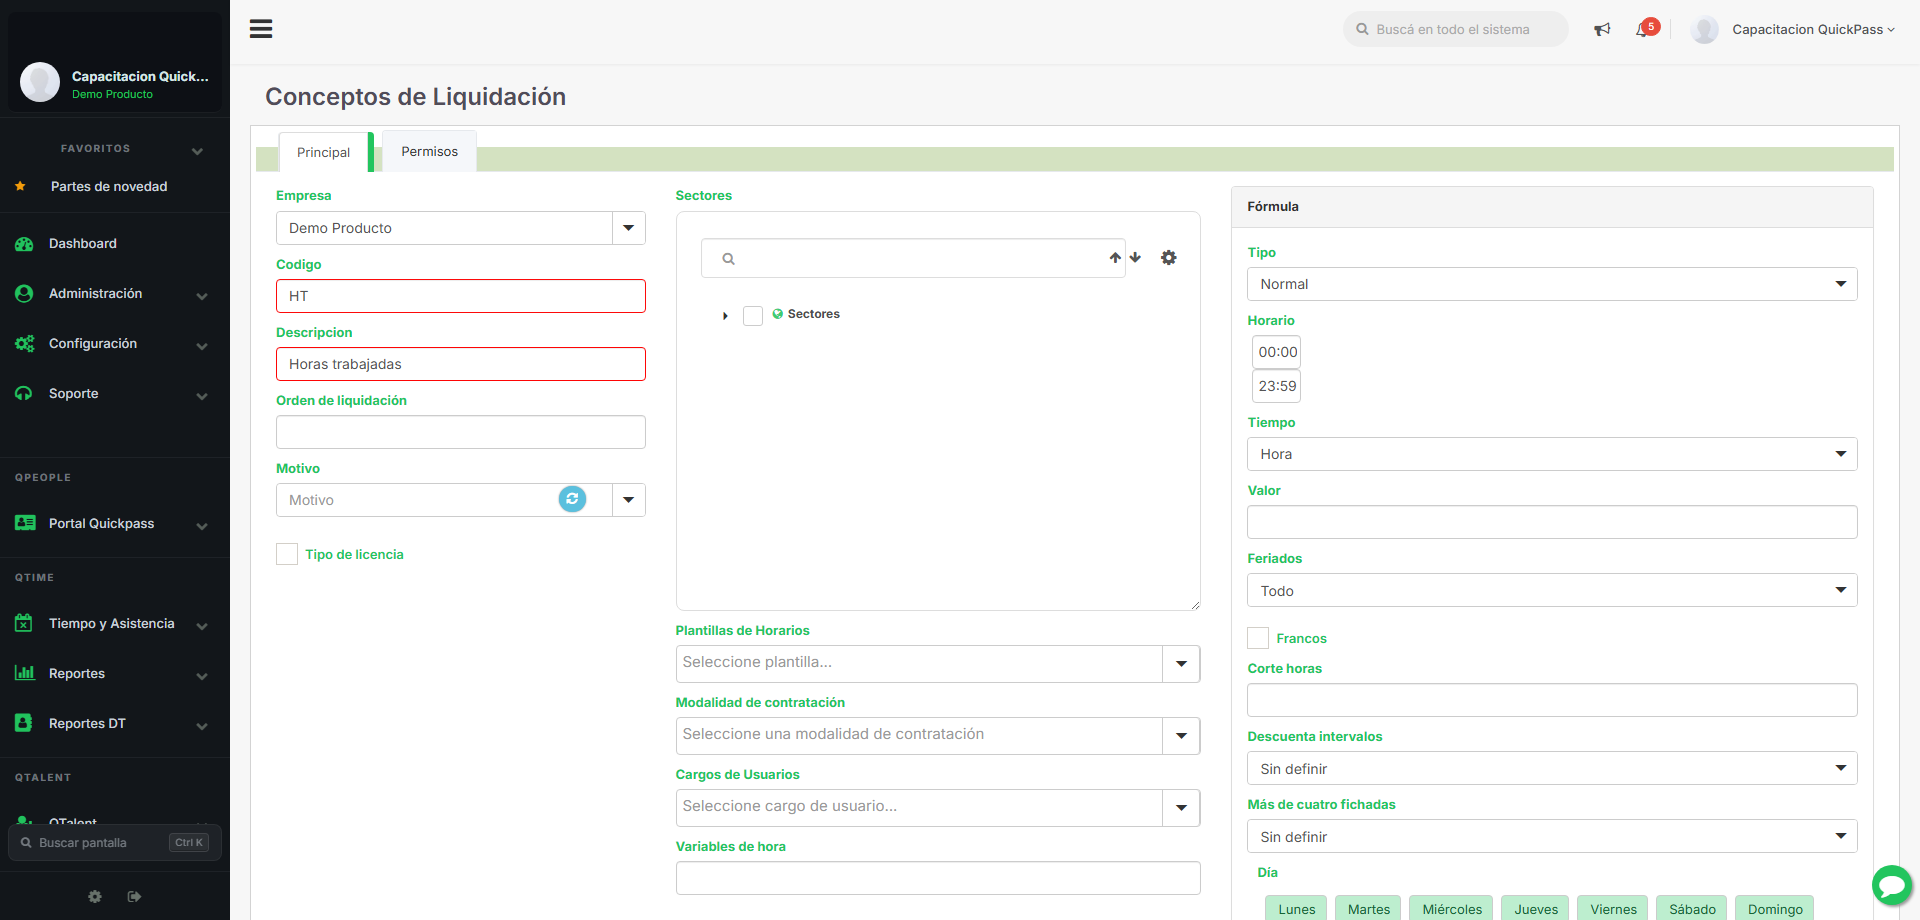 Capacitacion Quick...
Demo Producto
FAVORITOS
Partes de novedad
Dashboard
Administración
Configuración
Soporte
QPEOPLE
Portal Quickpass
QTIME
Tiempo y Asistencia
Reportes
Reportes DT
QTALENT
QTalent
Buscar pantalla
Ctrl K
Buscá en todo el sistema
5
Capacitacion QuickPass
Conceptos de Liquidación
Principal
Permisos
Empresa
Demo Producto
Codigo
HT
Descripcion
Horas trabajadas
Orden de liquidación
Motivo
Motivo
Tipo de licencia
Sectores
Sectores
Plantillas de Horarios
Seleccione plantilla...
Modalidad de contratación
Seleccione una modalidad de contratación
Cargos de Usuarios
Seleccione cargo de usuario...
Variables de hora
Fórmula
Tipo
Normal
Horario
00:00
23:59
Tiempo
Hora
Valor
Feriados
Todo
Francos
Corte horas
Descuenta intervalos
Sin definir
Más de cuatro fichadas
Sin definir
Día
Lunes Martes Miércoles Jueves Viernes Sábado Domingo